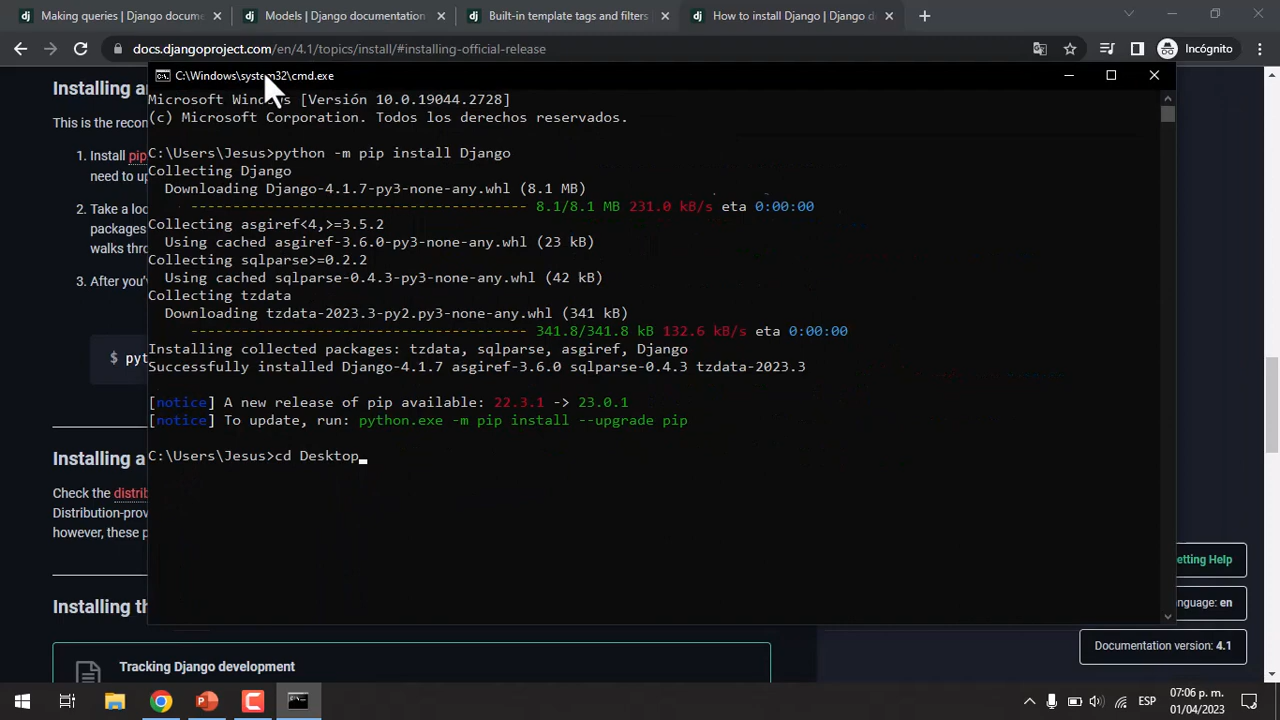 Making queries | Django docume
Models | Django documentation
Built-in template tags and filters
How to install Django | Django d
docs.djangoproject.com/en/4.1/topics/install/#installing-official-release
Incógnito
Installing a
This is the recon
1. Install pip
need to up
2. Take a loo
packages
walks thro
3. After you'v
$ pyt
Installing a
Check the distrib
Distribution-prov
however, these p
Installing th
Tracking Django development
C:\Windows\system32\cmd.exe
Microsoft Windows [Versión 10.0.19044.2728]
(c) Microsoft Corporation. Todos los derechos reservados.
C:\Users\Jesus>python -m pip install Django
Collecting Django
Downloading Django-4.1.7-py3-none-any.whl (8.1 MB)
---------------------------------------- 8.1/8.1 MB 231.0 kB/s eta 0:00:00
Collecting asgiref<4,>=3.5.2
Using cached asgiref-3.6.0-py3-none-any.whl (23 kB)
Collecting sqlparse>=0.2.2
Using cached sqlparse-0.4.3-py3-none-any.whl (42 kB)
Collecting tzdata
Downloading tzdata-2023.3-py2.py3-none-any.whl (341 kB)
---------------------------------------- 341.8/341.8 kB 132.6 kB/s eta 0:00:00
Installing collected packages: tzdata, sqlparse, asgiref, Django
Successfully installed Django-4.1.7 asgiref-3.6.0 sqlparse-0.4.3 tzdata-2023.3
[notice] A new release of pip available: 22.3.1 -> 23.0.1
[notice] To update, run: python.exe -m pip install --upgrade pip
C:\Users\Jesus>cd Desktop_
etting Help
nguage: en
Documentation version: 4.1
ESP
07:06 p. m.
01/04/2023